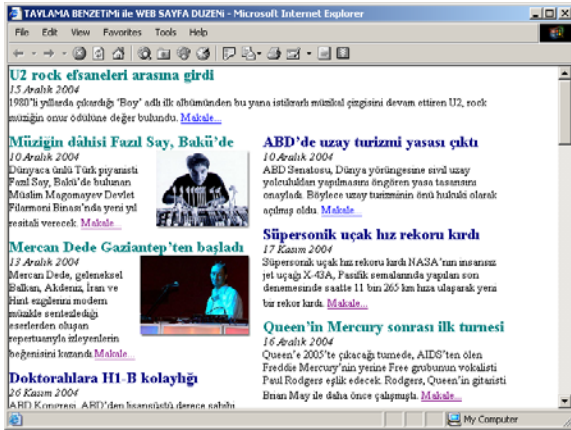 TAVLAMA BENZETiMi ile WEB SAYFA DUZENi - Microsoft Internet Explorer
File Edit View Favorites Tools Help
U2 rock efsaneleri arasına girdi
15 Aralık 2004
1980'li yıllarda çıkardığı 'Boy' adlı ilk albümünden bu yana istikrarlı müzikal çizgisini devam ettiren U2, rock
müziğin onur ödülüne değer bulundu. Makale...
Müziğin dâhisi Fazıl Say, Bakü'de
10 Aralık 2004
Dünyaca ünlü Türk piyanisti
Fazıl Say, Bakü'de bulunan
Müslim Magomayev Devlet
Filarmoni Binası'nda yeni yıl
resitali verecek. Makale...
Mercan Dede Gaziantep'ten başladı
13 Aralık 2004
Mercan Dede, geleneksel
Balkan, Akdeniz, İran ve
Hint ezgilerini modern
müzikle sentezlediği
eserlerden oluşan
repertuarıyla izleyenlerin
beğenisini kazandı. Makale...
Doktorahlara H1-B kolaylığı
26 Kasım 2004
ABD Kongresi, ABD'den lisansüstü derece sahibi
ABD'de uzay turizmi yasası çıktı
10 Aralık 2004
ABD Senatosu, Dünya yörüngesine sivil uzay
yolculukları yapılmasını öngören yasa tasarısını
onayladı. Böylece uzay turizminin önü hukuki olarak
açılmış oldu. Makale...
Süpersonik uçak hız rekoru kırdı
17 Kasım 2004
Süpersonik uçak hız rekoru kırdı NASA'nın insansız
jet uçağı X-43A, Pasifik semalarında yapılan son
denemesinde saatte 11 bin 265 km hıza ulaşarak yeni
bir rekor kırdı. Makale...
Queen'in Mercury sonrası ilk turnesi
16 Aralık 2004
Queen'e 2005'te çıkacağı turnede, AIDS'ten ölen
Freddie Mercury'nin yerine Free grubunun vokalisti
Paul Rodgers eşlik edecek. Rodgers, Queen'in gitaristi
Brian May ile daha önce çalışmıştı. Makale...
My Computer